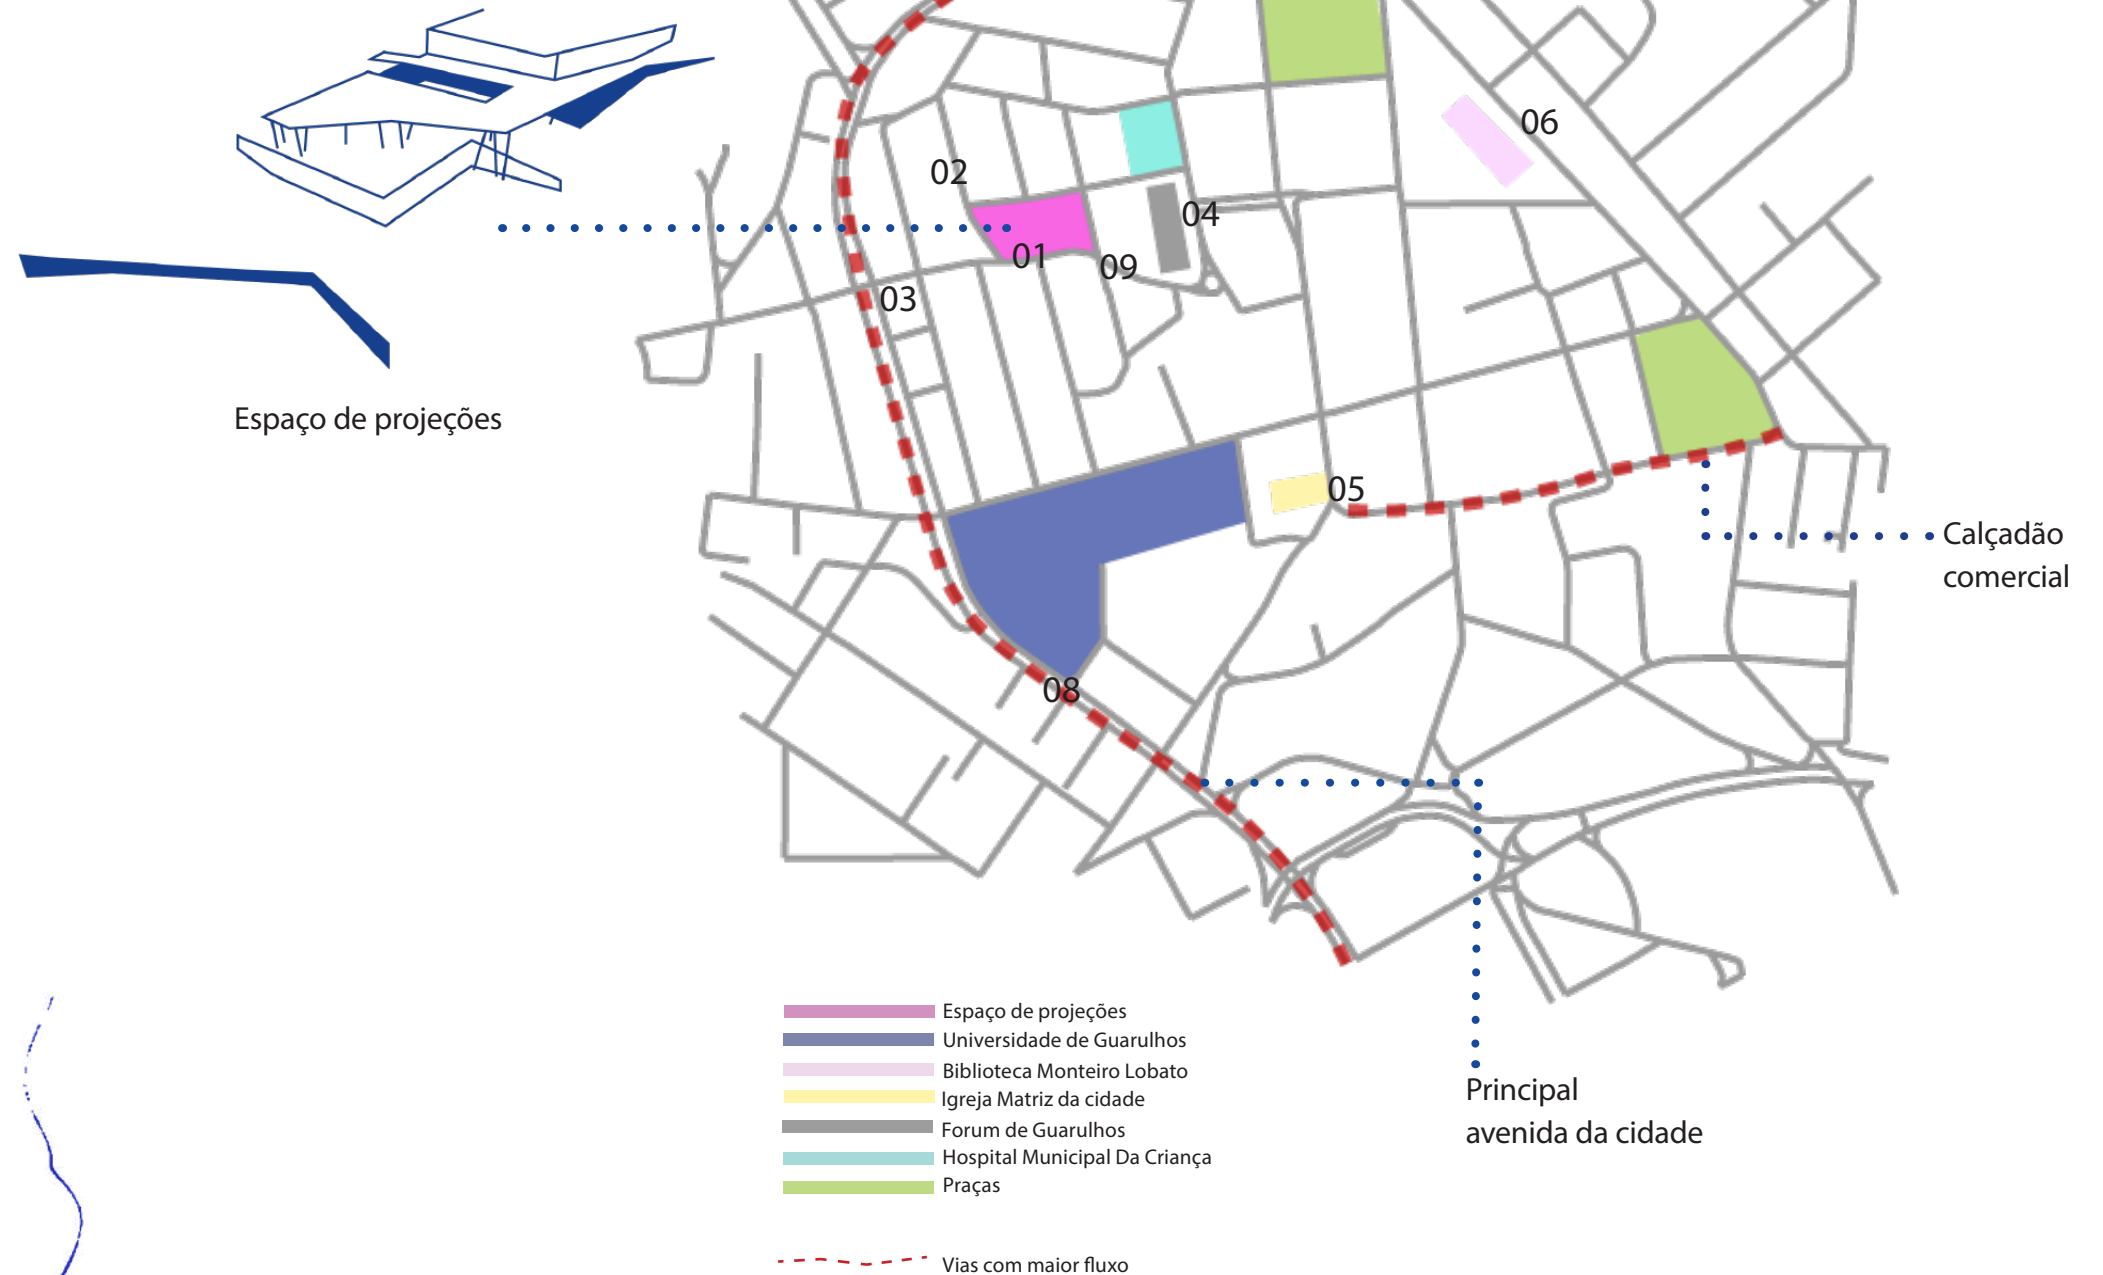 06
02
04
01
09
03
Espaço de projeções
05
Calçadão
comercial
08
Espaço de projeções
Universidade de Guarulhos
Biblioteca Monteiro Lobato
Igreja Matriz da cidade
Forum de Guarulhos
Hospital Municipal Da Criança
Praças
Vias com maior fluxo
Principal
avenida da cidade